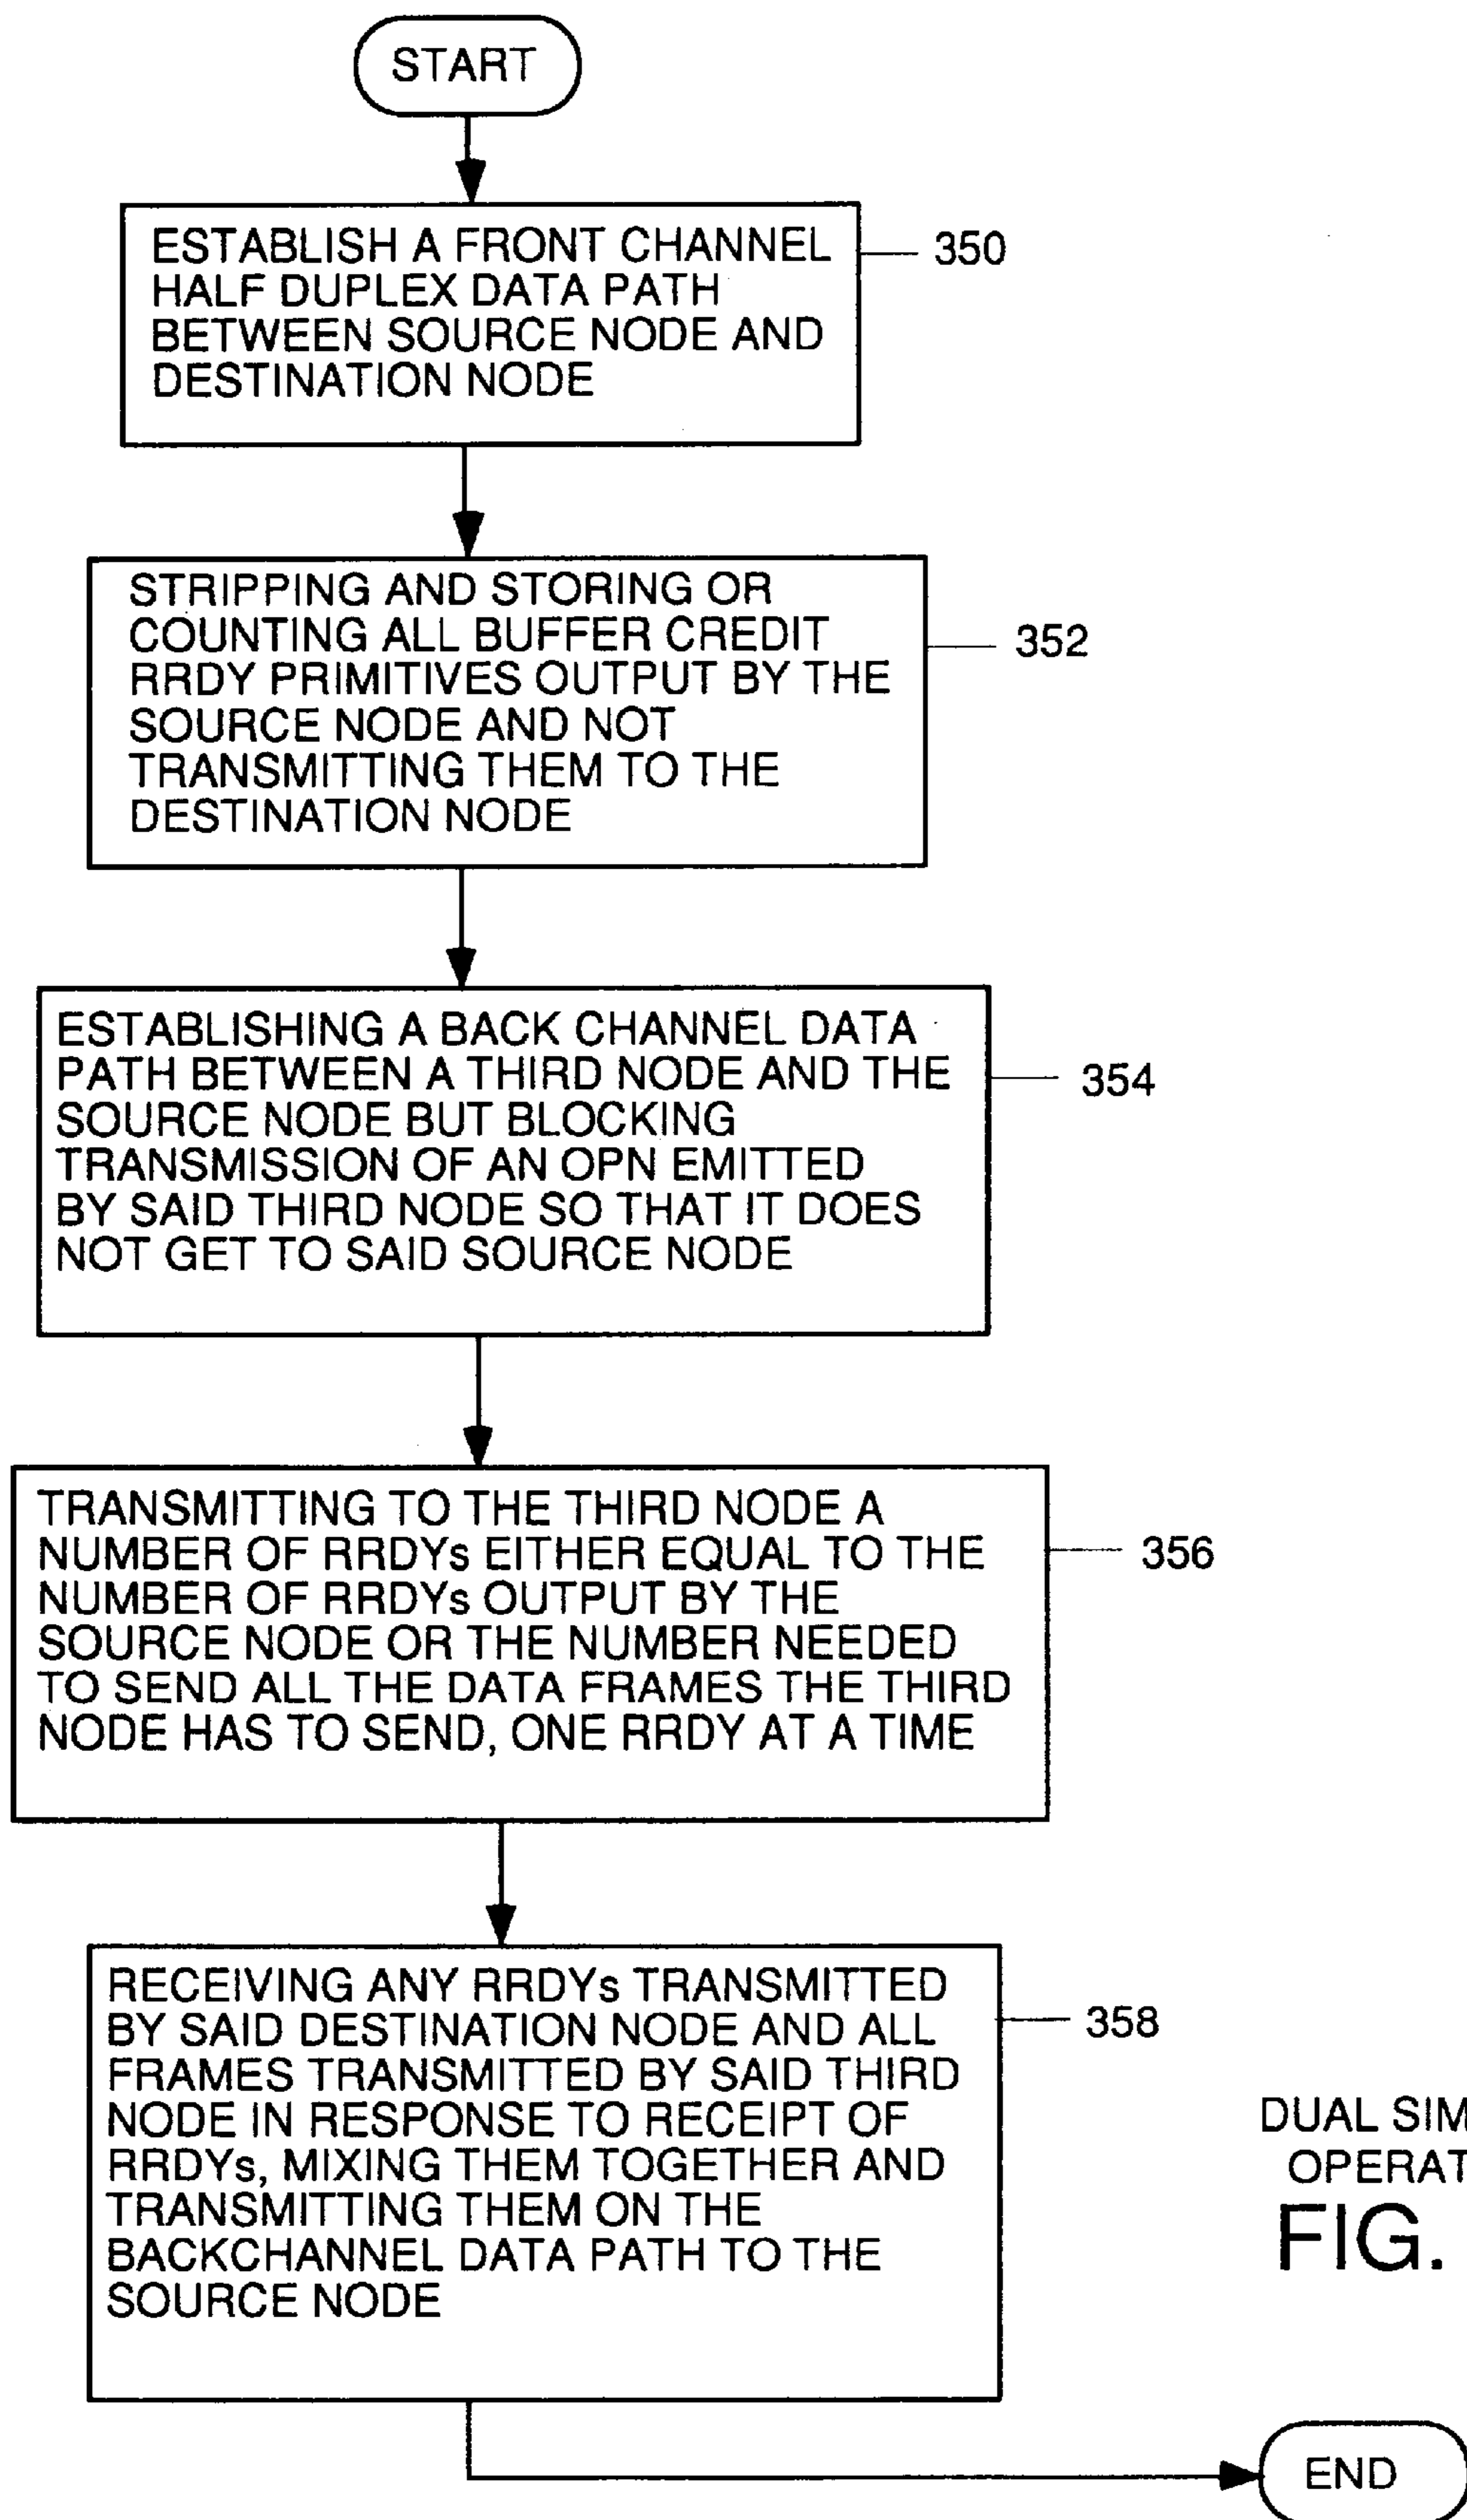 START
ESTABLISH A FRONT CHANNEL
HALF DUPLEX DATA PATH
BETWEEN SOURCE NODE AND
DESTINATION NODE
350
STRIPPING AND STORING OR
COUNTING ALL BUFFER CREDIT
RRDY PRIMITIVES OUTPUT BY THE
SOURCE NODE AND NOT
TRANSMITTING THEM TO THE
DESTINATION NODE
352
ESTABLISHING A BACK CHANNEL DATA
PATH BETWEEN A THIRD NODE AND THE
SOURCE NODE BUT BLOCKING
TRANSMISSION OF AN OPN EMITTED
BY SAID THIRD NODE SO THAT IT DOES
NOT GET TO SAID SOURCE NODE
354
TRANSMITTING TO THE THIRD NODE A
NUMBER OF RRDYs EITHER EQUAL TO THE
NUMBER OF RRDYs OUTPUT BY THE
SOURCE NODE OR THE NUMBER NEEDED
TO SEND ALL THE DATA FRAMES THE THIRD
NODE HAS TO SEND, ONE RRDY AT A TIME
356
RECEIVING ANY RRDYs TRANSMITTED
BY SAID DESTINATION NODE AND ALL
FRAMES TRANSMITTED BY SAID THIRD
NODE IN RESPONSE TO RECEIPT OF
RRDYs, MIXING THEM TOGETHER AND
TRANSMITTING THEM ON THE
BACKCHANNEL DATA PATH TO THE
SOURCE NODE
358
DUAL SIM
OPERAT
FIG.
END